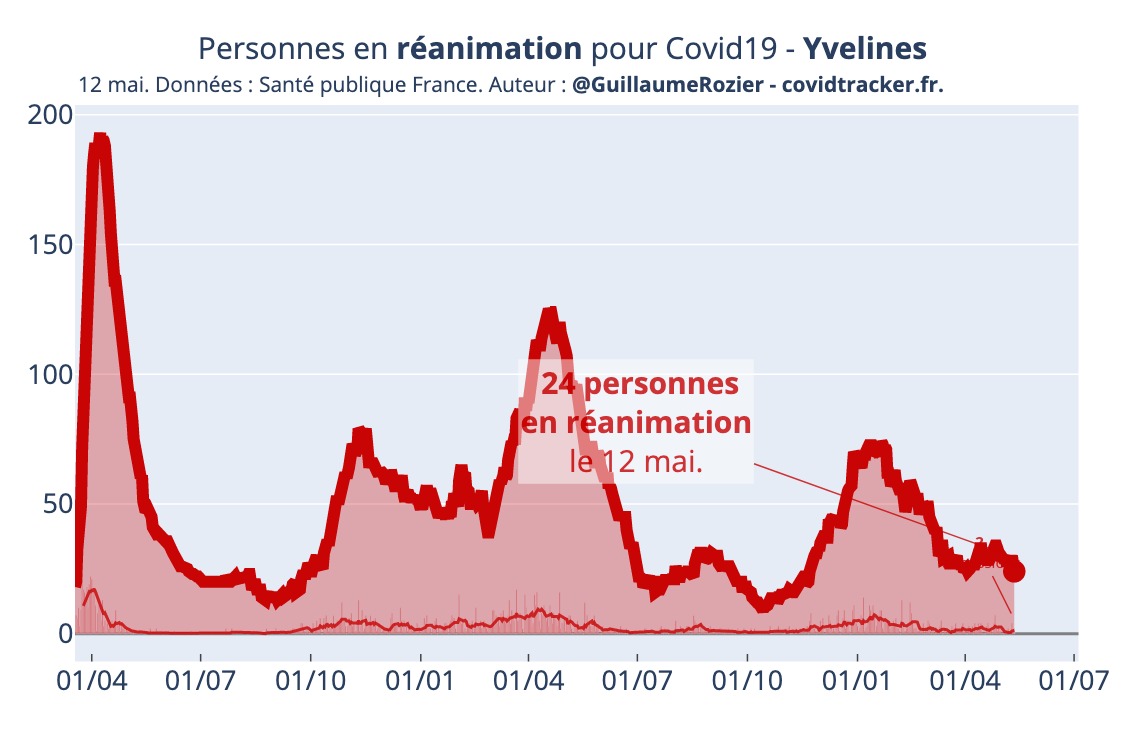 Personnes en réanimation pour Covid19 - Yvelines
12 mai. Données : Santé publique France. Auteur : @GuillaumeRozier - covidtracker.fr.
200
150
100
50
0
24 personnes
en réanimation
le 12 mai.
01/04 01/07 01/10 01/01 01/04 01/07 01/10 01/01 01/04 01/07